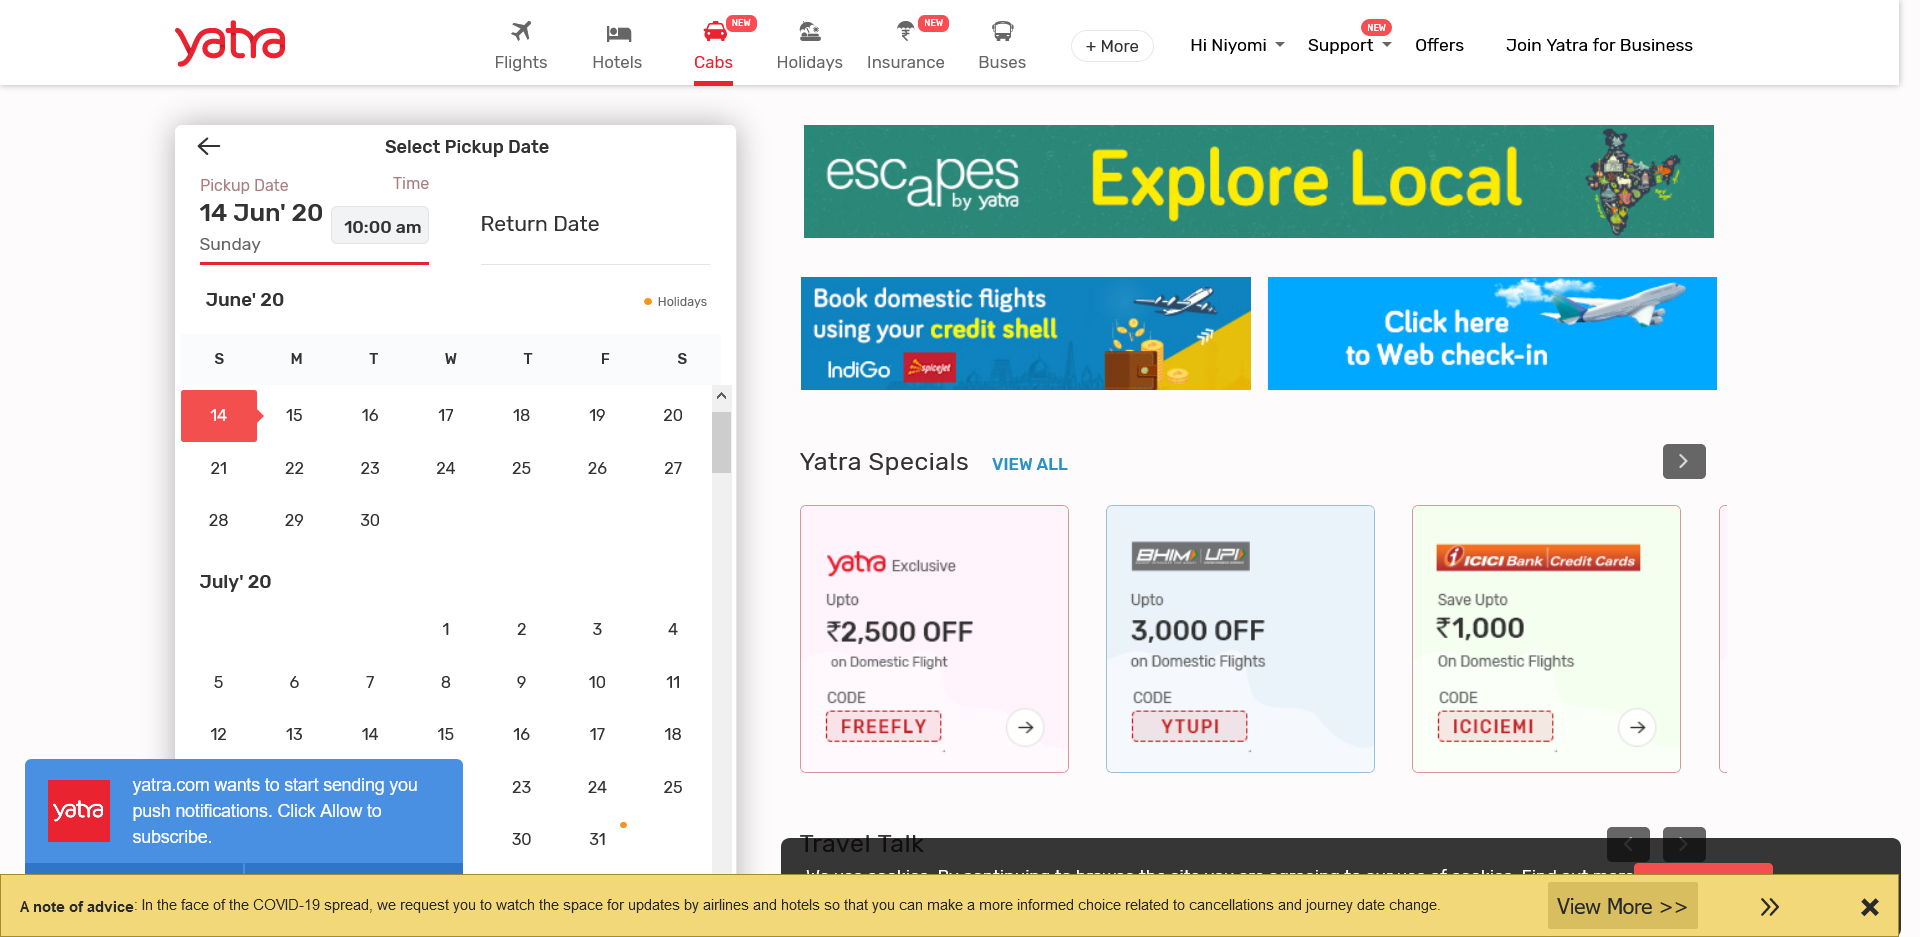 yatra
NEW
NEW
NEW
Flights
Hotels
Cabs
Holidays
Insurance
Buses
+ More
Hi Niyomi
Support
Offers
Join Yatra for Business
Select Pickup Date
Pickup Date
Time
14 Jun' 20
10:00 am
Sunday
Return Date
June' 20
Holidays
S M T W T F S
14 15 16 17 18 19 20
21 22 23 24 25 26 27
28 29 30
July' 20
1 2 3 4
5 6 7 8 9 10 11
12 13 14 15 16 17 18
23 24 25
30 31
escapes
by yatra
Explore Local
Book domestic flights
using your credit shell
IndiGo
spicejet
Click here
to Web check-in
Yatra Specials
VIEW ALL
yatra Exclusive
Upto
₹2,500 OFF
on Domestic Flight
CODE
FREEFLY
BHIM UPI
Upto
3,000 OFF
on Domestic Flights
CODE
YTUPI
ICICI Bank Credit Cards
Save Upto
₹1,000
On Domestic Flights
CODE
ICICIEMI
Travel Talk
We use cookies. By continuing to browse the site you are agreeing to our use of cookies. Find out more
yatra
yatra.com wants to start sending you
push notifications. Click Allow to
subscribe.
A note of advice: In the face of the COVID-19 spread, we request you to watch the space for updates by airlines and hotels so that you can make a more informed choice related to cancellations and journey date change.
View More >>